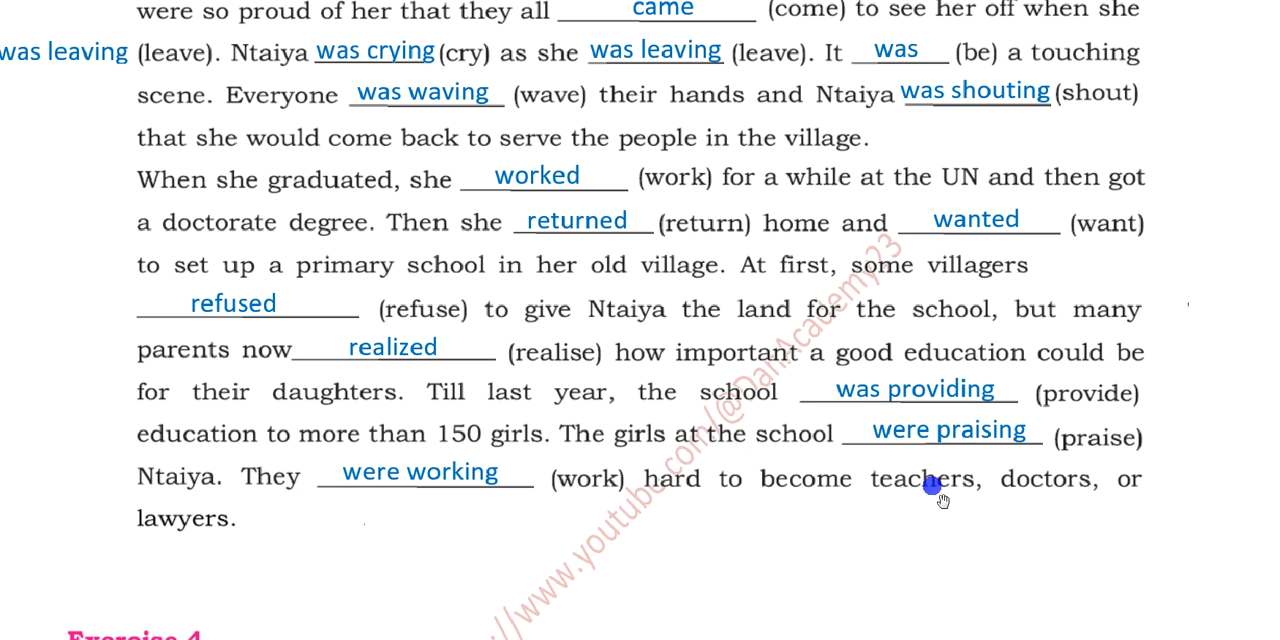 were so proud of her that they all came (come) to see her off when she
was leaving (leave). Ntaiya was crying (cry) as she was leaving (leave). It was (be) a touching
scene. Everyone was waving (wave) their hands and Ntaiya was shouting (shout)
that she would come back to serve the people in the village.
When she graduated, she worked (work) for a while at the UN and then got
a doctorate degree. Then she returned (return) home and wanted (want)
to set up a primary school in her old village. At first, some villagers
refused (refuse) to give Ntaiya the land for the school, but many
parents now realized (realise) how important a good education could be
for their daughters. Till last year, the school was providing (provide)
education to more than 150 girls. The girls at the school were praising (praise)
Ntaiya. They were working (work) hard to become teachers, doctors, or
lawyers.
://www.youtube.com/@DanAcademy23
Exercise 4